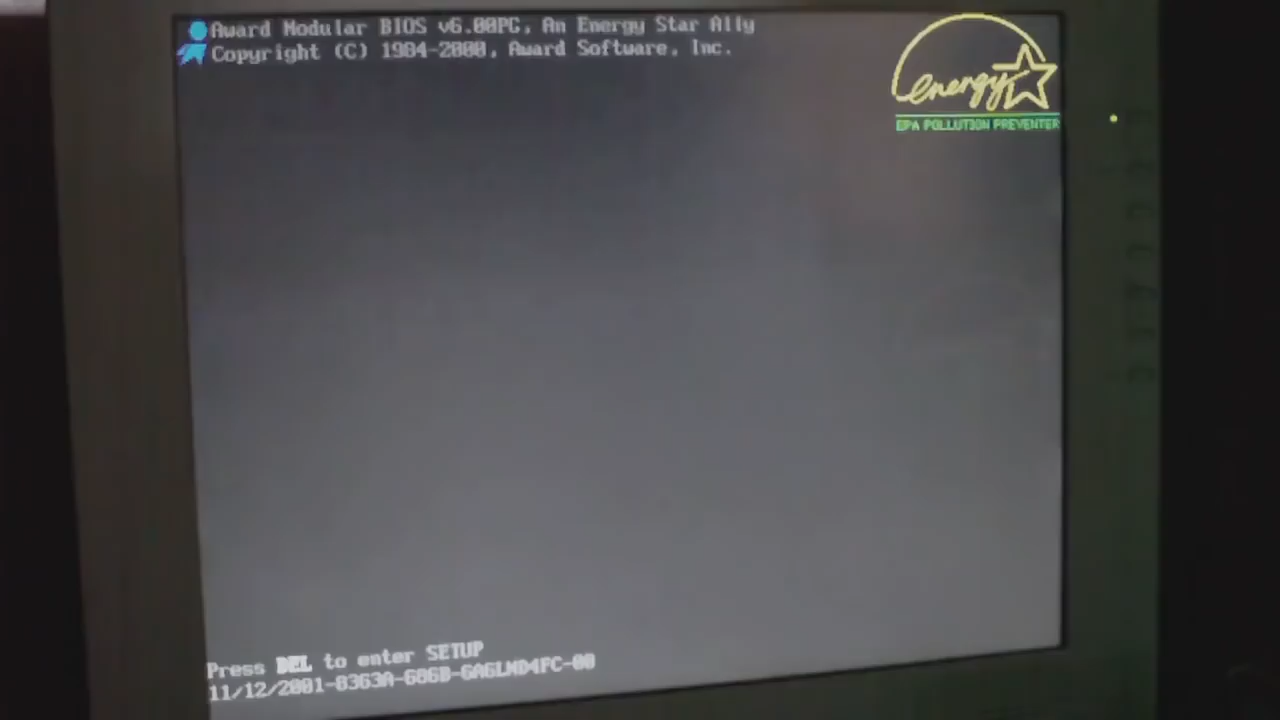 Award Modular BIOS v6.00PG, An Energy Star Ally
Copyright (C) 1984-2000, Award Software, Inc.
energy
EPA POLLUTION PREVENTER
Press DEL to enter SETUP
11/12/2001-8363A-686B-6A6LMD4FC-00